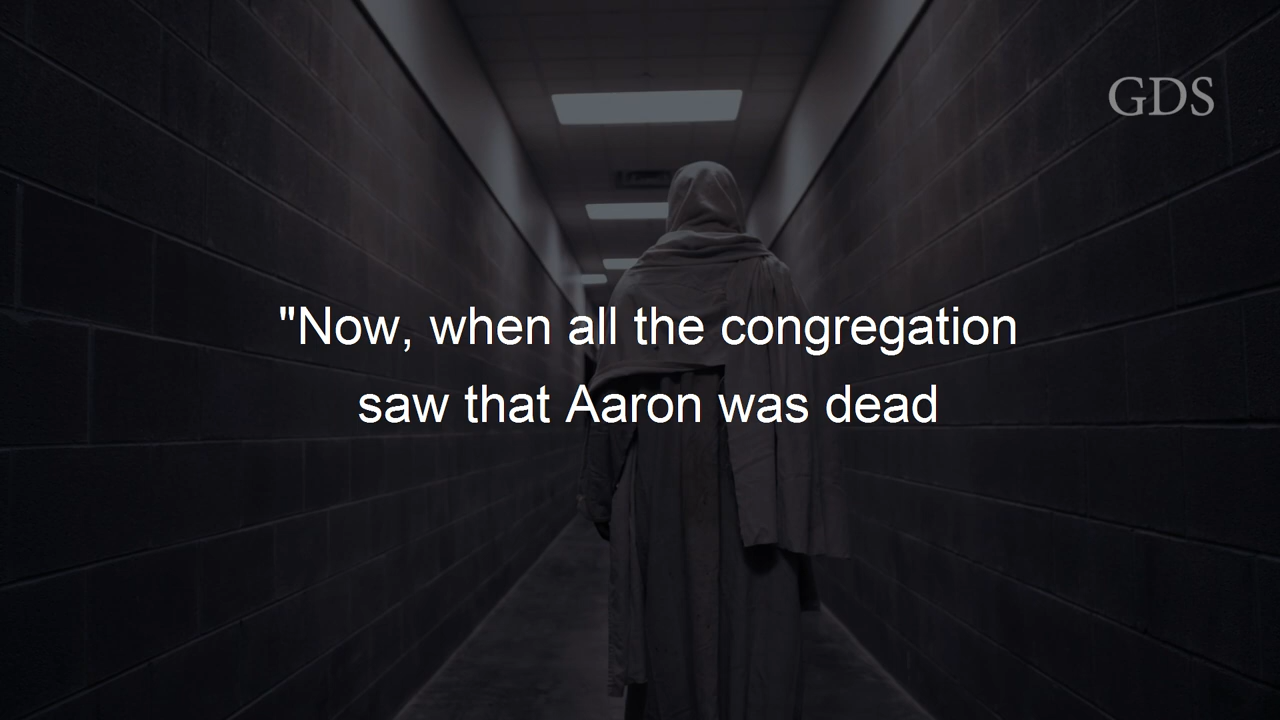 GDS
"Now, when all the congregation
saw that Aaron was dead